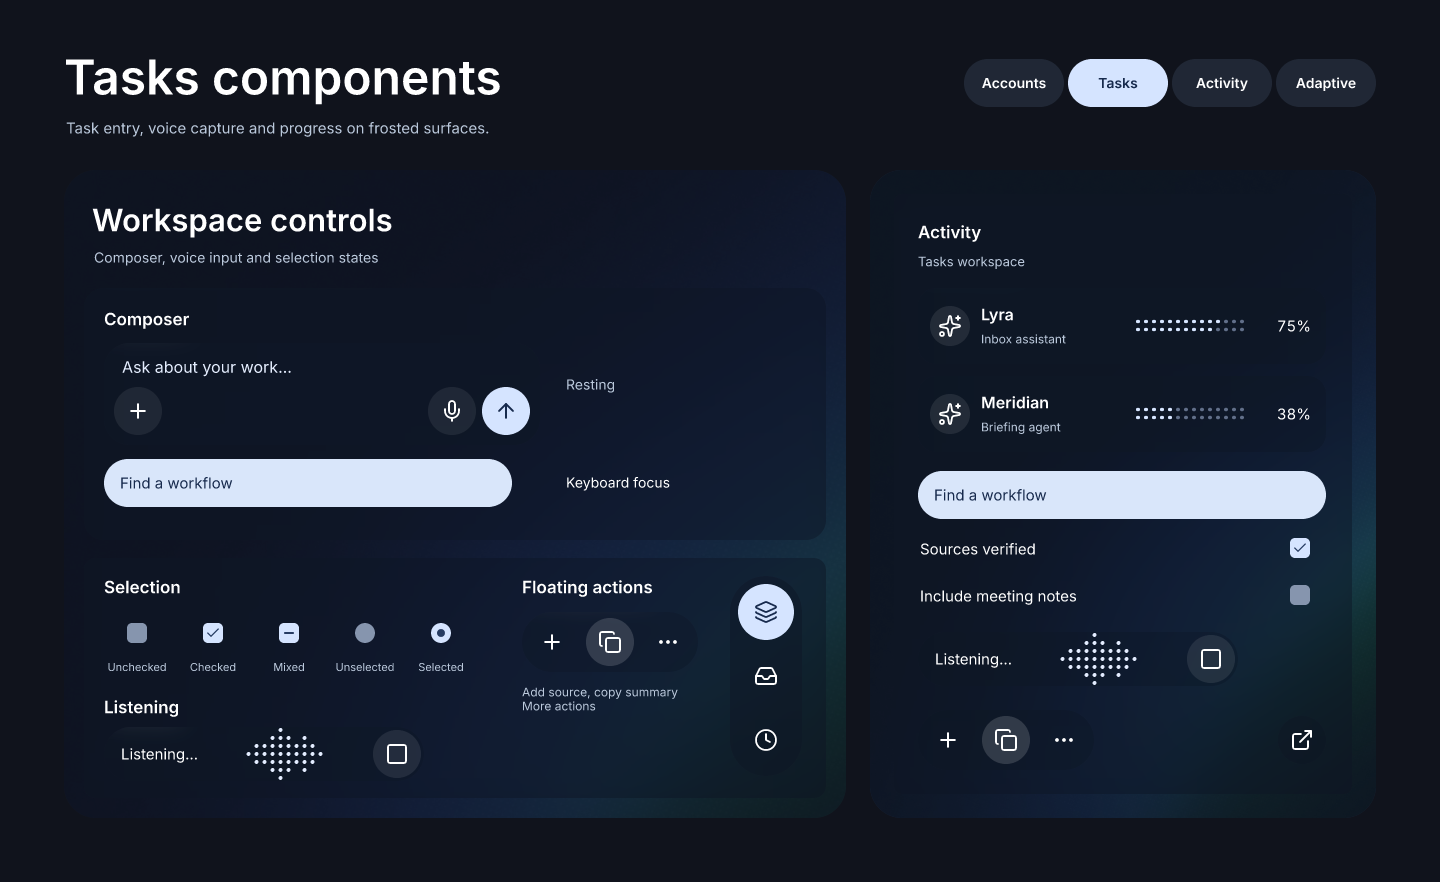 Tasks components
Task entry, voice capture and progress on frosted surfaces.
Accounts
Tasks
Activity
Adaptive
Workspace controls
Composer, voice input and selection states
Composer
Ask about your work...
Resting
Find a workflow
Keyboard focus
Selection
Unchecked
Checked
Mixed
Unselected
Selected
Listening
Listening...
Floating actions
Add source, copy summary
More actions
Activity
Tasks workspace
Lyra
Inbox assistant
75%
Meridian
Briefing agent
38%
Find a workflow
Sources verified
Include meeting notes
Listening...